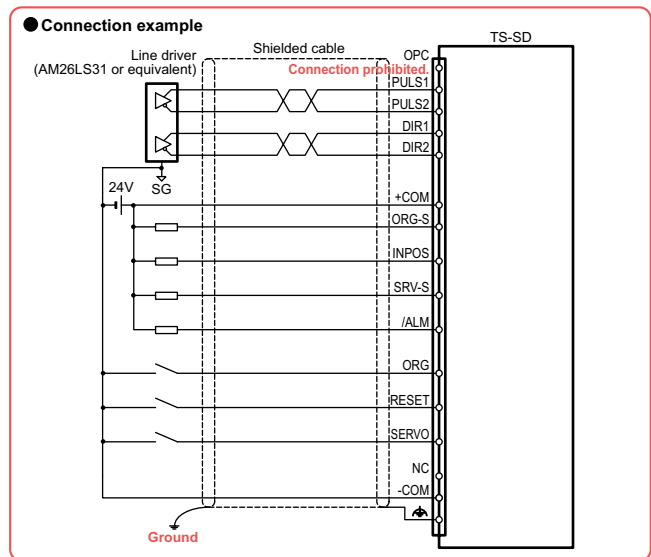 ●Connection example
TS-SD
Line driver
(AM26LS31 or equivalent)
Shielded cable
OPC
Connection prohibited.
PULS1
PULS2
DIR1
DIR2
24V
SG
+COM
ORG-S
INPOS
SRV-S
/ALM
ORG
RESET
SERVO
NC
-COM
Ground